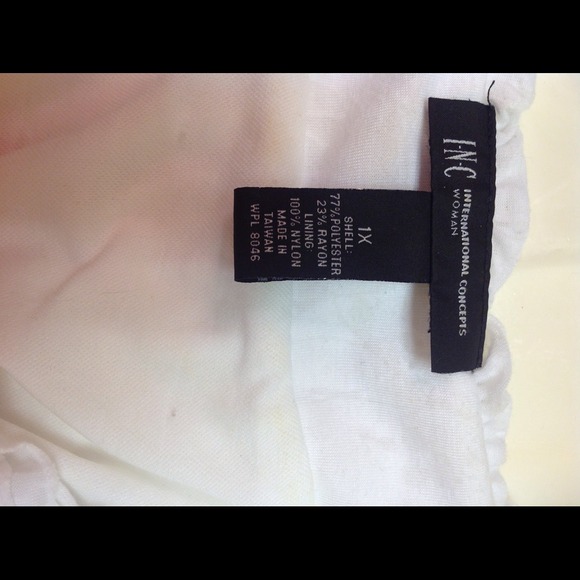 I·N·C
INTERNATIONAL CONCEPTS
WOMAN
1X
SHELL:
77%POLYESTER
23% RAYON
LINING:
100% NYLON
MADE IN
TAIWAN
WPL 8046